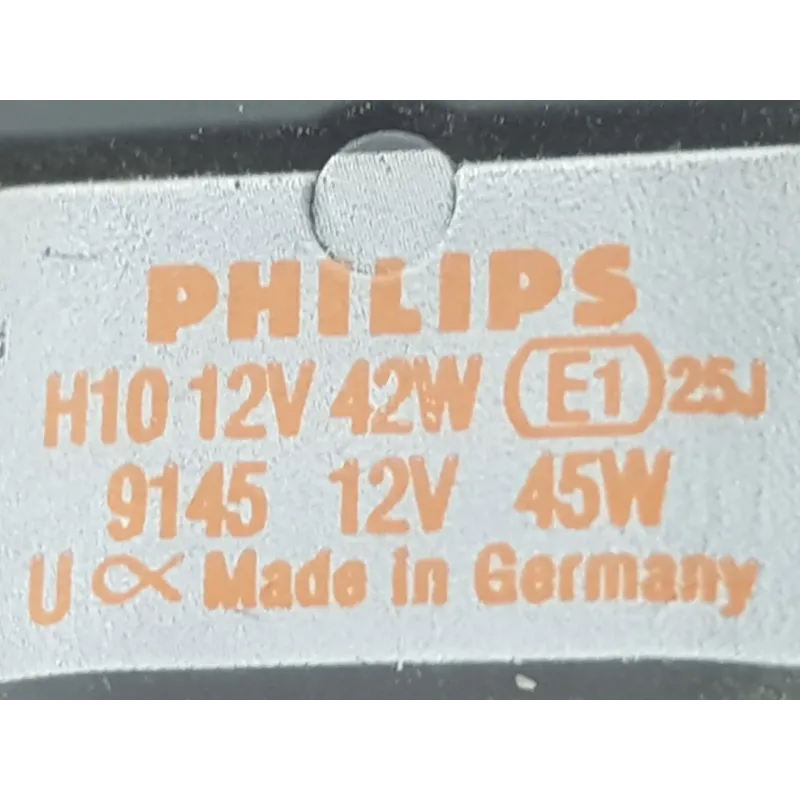 PHILIPS
H10 12V 42W E1 25J
9145 12V 45W
U ∝ Made in Germany